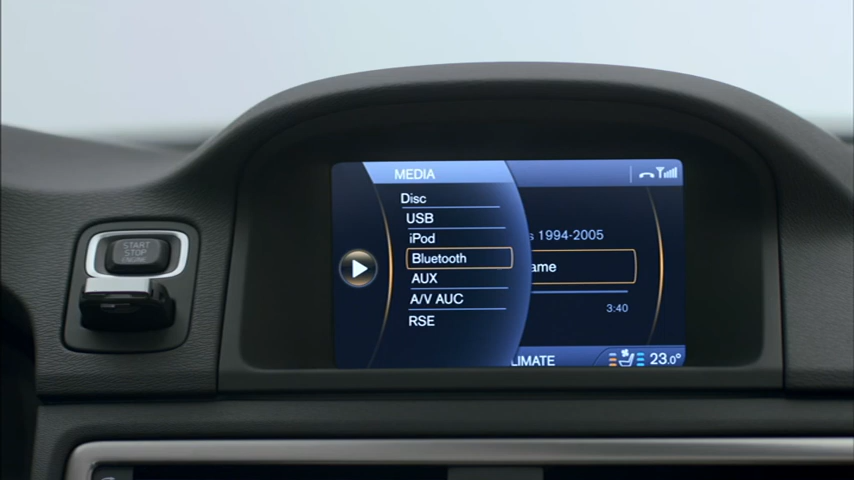 START
STOP
ENGINE
MEDIA
Disc
USB
iPod
Bluetooth
AUX
A/V AUC
RSE
s 1994-2005
ame
3:40
LIMATE
23.0°